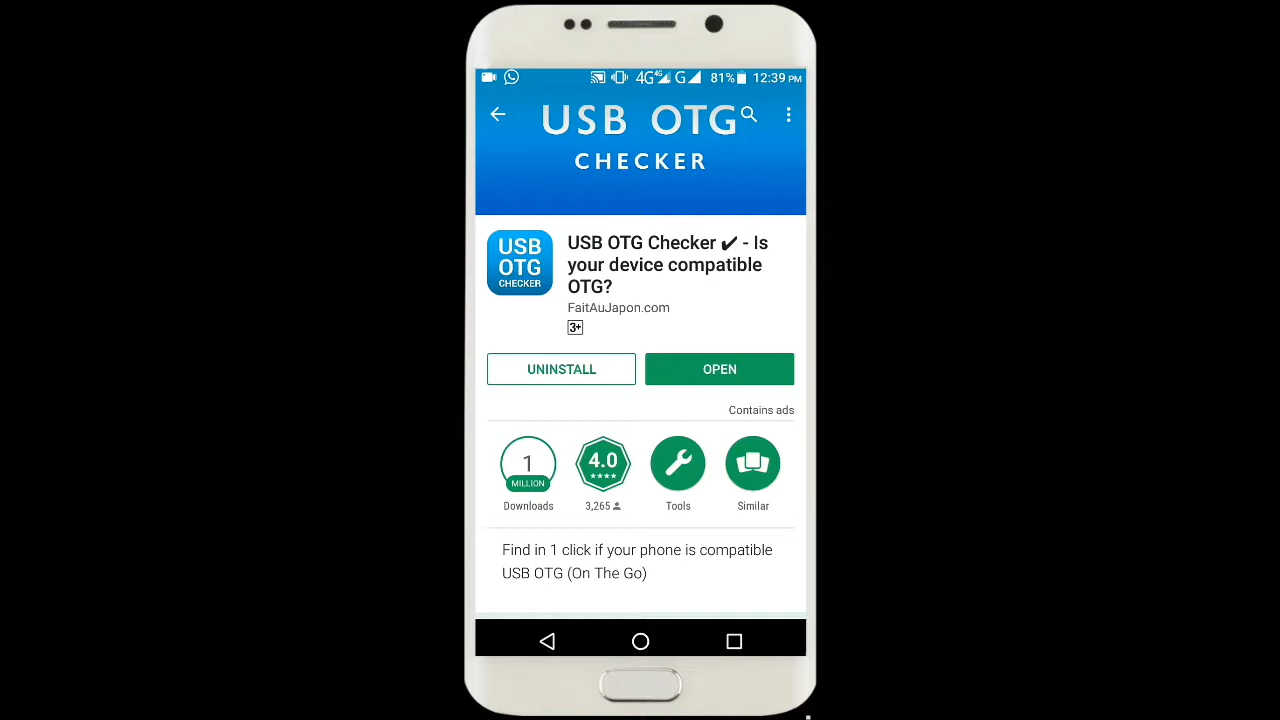 4G 4G G 81% 12:39 PM
USB OTG
CHECKER
USB
OTG
CHECKER
USB OTG Checker ✔ - Is
your device compatible
OTG?
FaitAuJapon.com
3+
UNINSTALL
OPEN
Contains ads
1
MILLION
Downloads
4.0
3,265
Tools
Similar
Find in 1 click if your phone is compatible
USB OTG (On The Go)